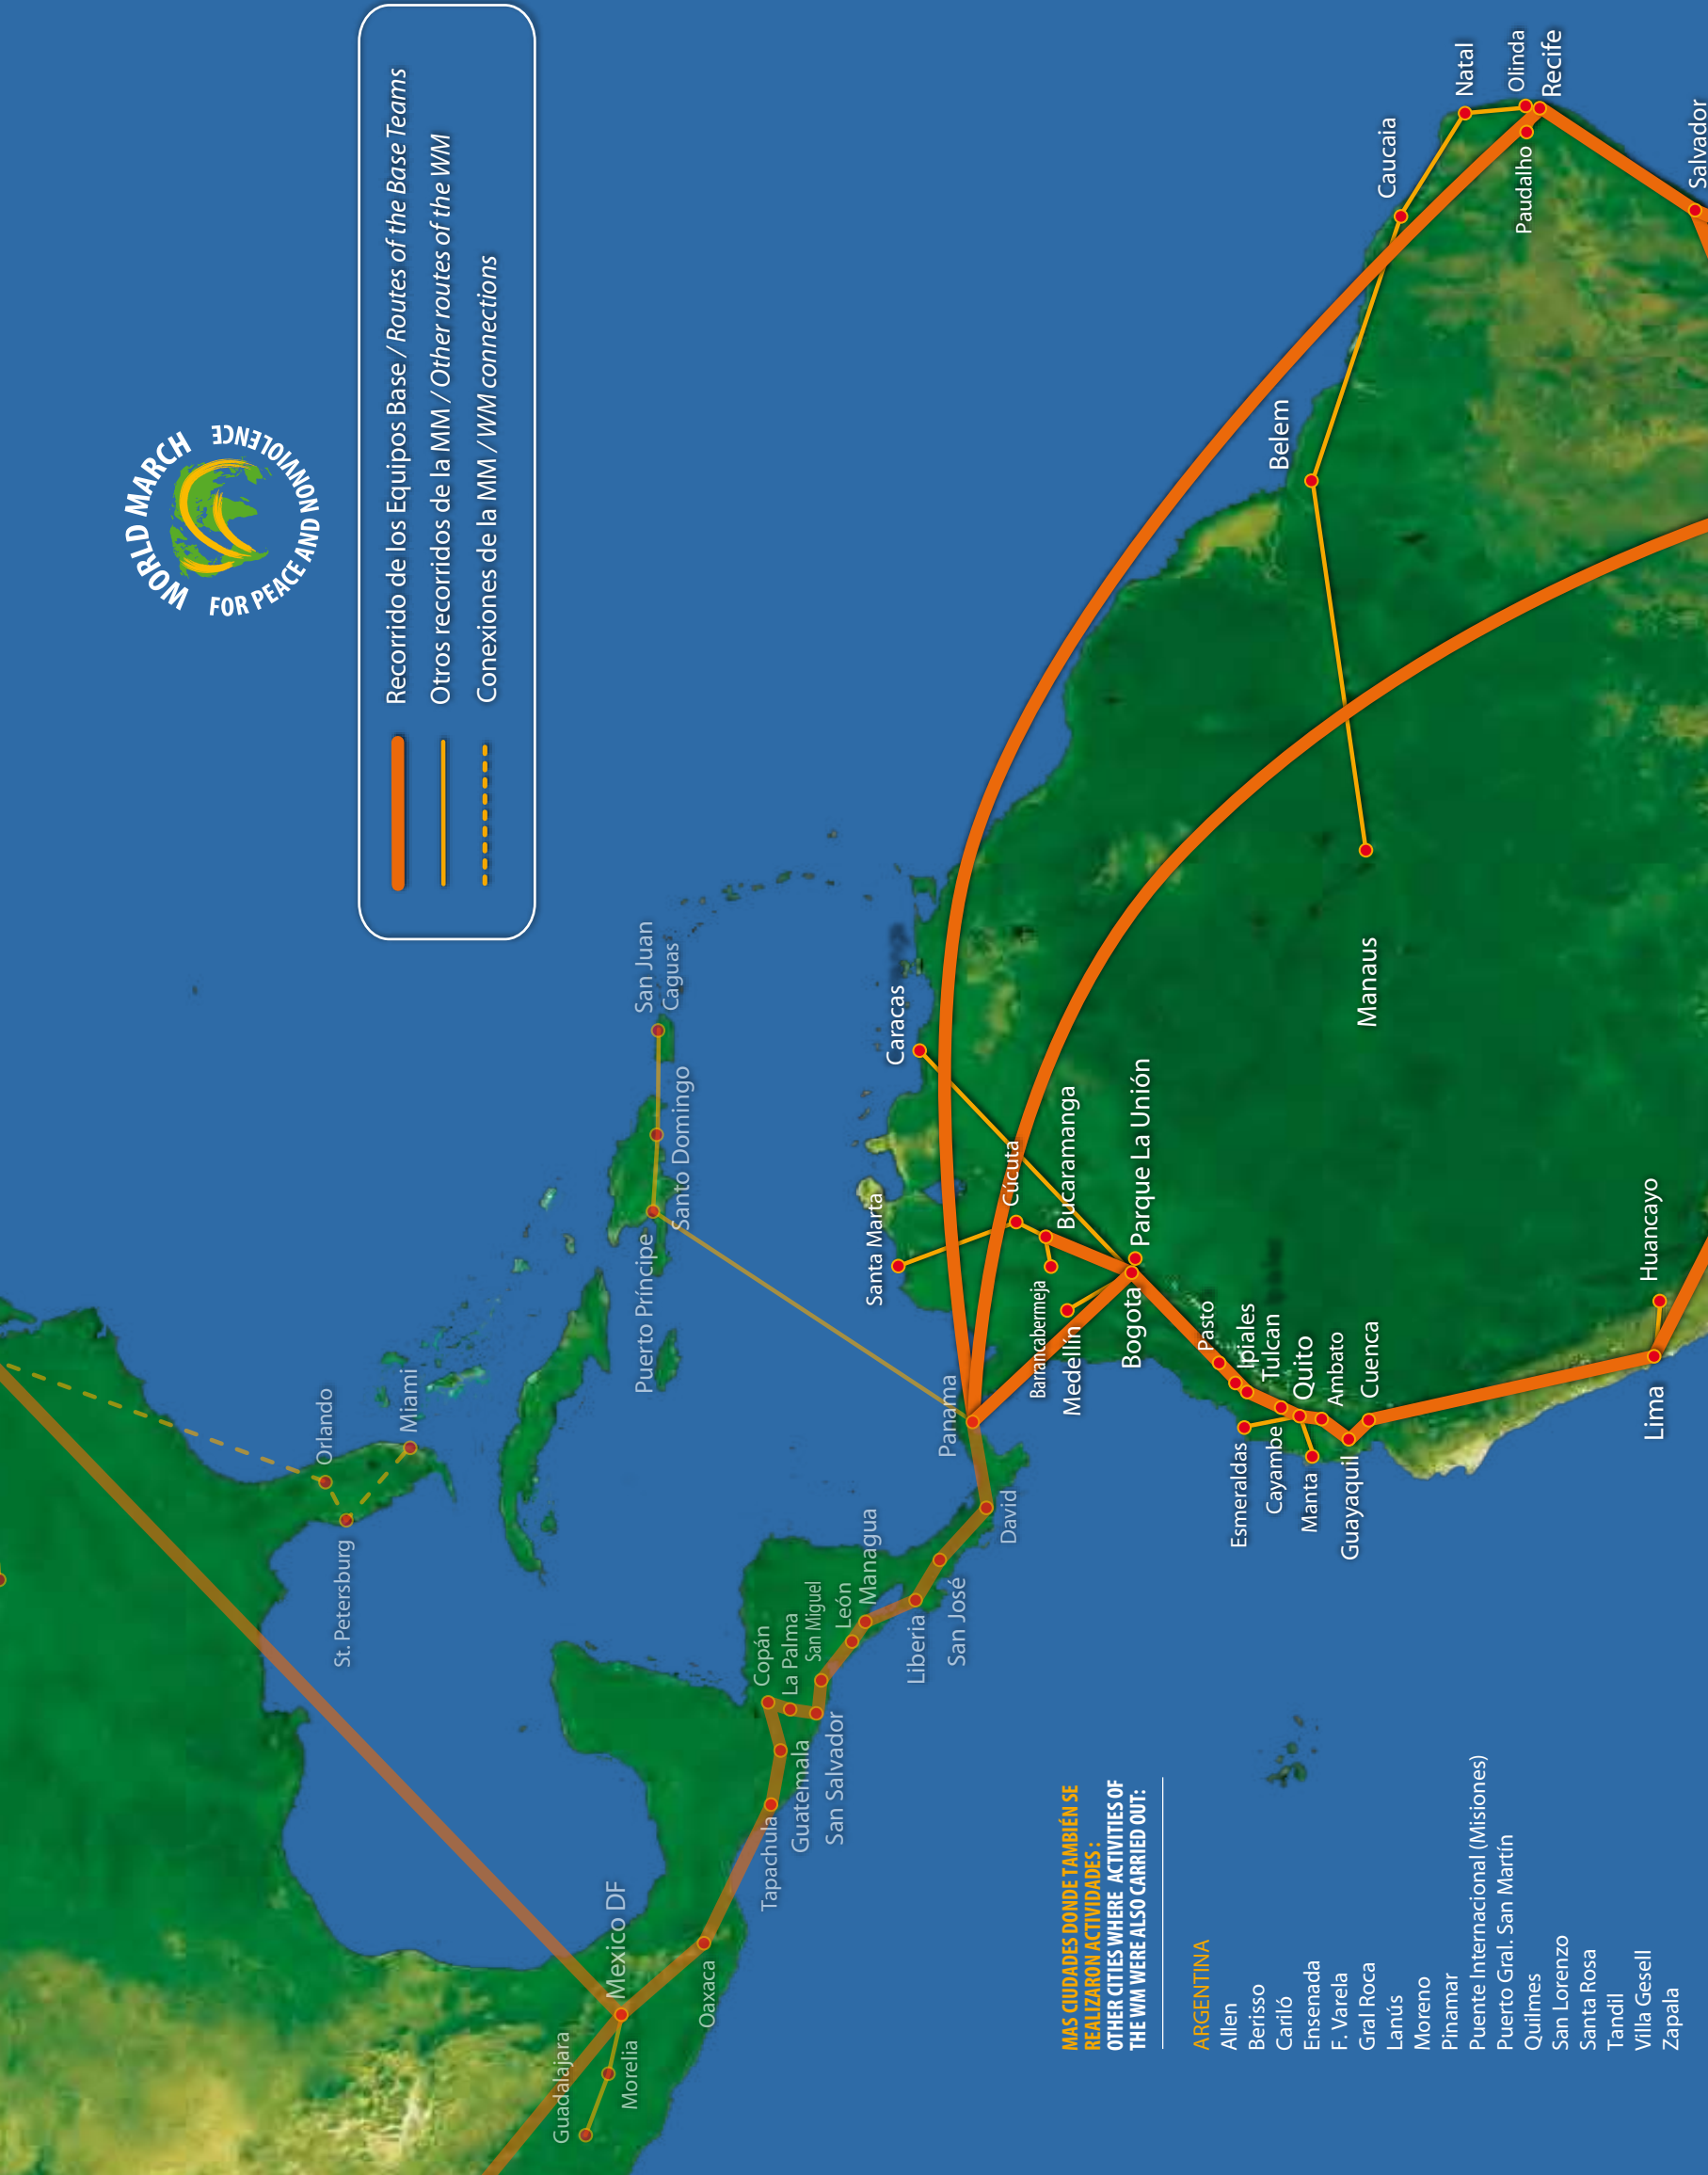 WORLD MARCH
FOR PEACE AND NONVIOLENCE
Recorrido de los Equipos Base / Routes of the Base Teams
Otros recorridos de la MM / Other routes of the WM
Conexiones de la MM / WM connections
Orlando
Miami
St. Petersburg
San Juan
Caguas
Santo Domingo
Puerto Príncipe
Guadalajara
Morelia
Mexico DF
Oaxaca
Tapachula
Guatemala
San Salvador
Copán
La Palma
San Miguel
León
Managua
Liberia
San José
David
Panama
Caracas
Santa Marta
Cúcuta
Bucaramanga
Barrancabermeja
Medellín
Bogota
Parque La Unión
Pasto
Ipiales
Tulcan
Quito
Ambato
Cuenca
Esmeraldas
Cayambe
Manta
Guayaquil
Lima
Huancayo
Manaus
Belem
Caucaia
Natal
Olinda
Recife
Paudalho
Salvador
MAS CIUDADES DONDE TAMBIÉN SE
REALIZARON ACTIVIDADES :
OTHER CITIES WHERE ACTIVITIES OF
THE WM WERE ALSO CARRIED OUT:
ARGENTINA
Allen
Berisso
Cariló
Ensenada
F. Varela
Gral Roca
Lanús
Moreno
Pinamar
Puente Internacional (Misiones)
Puerto Gral. San Martín
Quilmes
San Lorenzo
Santa Rosa
Tandil
Villa Gesell
Zapala